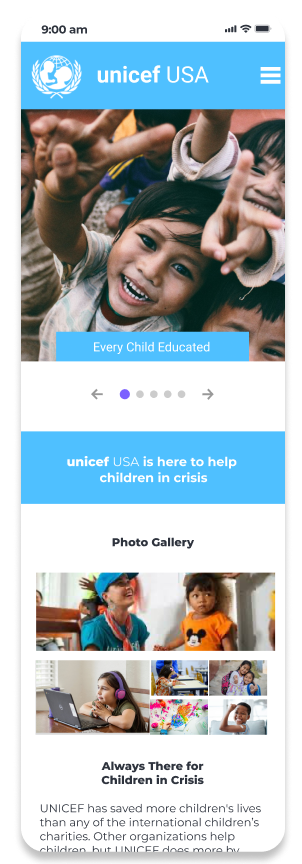 9:00 am
unicef USA
Every Child Educated
unicef USA is here to help
children in crisis
Photo Gallery
unicef
Always There for
Children in Crisis
UNICEF has saved more children's lives
than any of the international children's
charities. Other organizations help
children, but UNICEF does more by